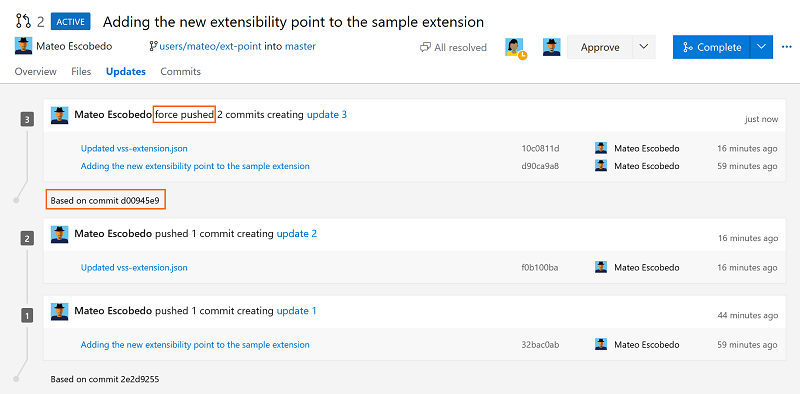 2 ACTIVE Adding the new extensibility point to the sample extension
Mateo Escobedo users/mateo/ext-point into master All resolved Approve Complete
Overview Files Updates Commits
3 Mateo Escobedo force pushed 2 commits creating update 3 just now
Updated vss-extension.json 10c0811d Mateo Escobedo 16 minutes ago
Adding the new extensibility point to the sample extension d90ca9a8 Mateo Escobedo 59 minutes ago
Based on commit d00945e9
2 Mateo Escobedo pushed 1 commit creating update 2 16 minutes ago
Updated vss-extension.json f0b100ba Mateo Escobedo 16 minutes ago
1 Mateo Escobedo pushed 1 commit creating update 1 44 minutes ago
Adding the new extensibility point to the sample extension 32bac0ab Mateo Escobedo 59 minutes ago
Based on commit 2e2d9255